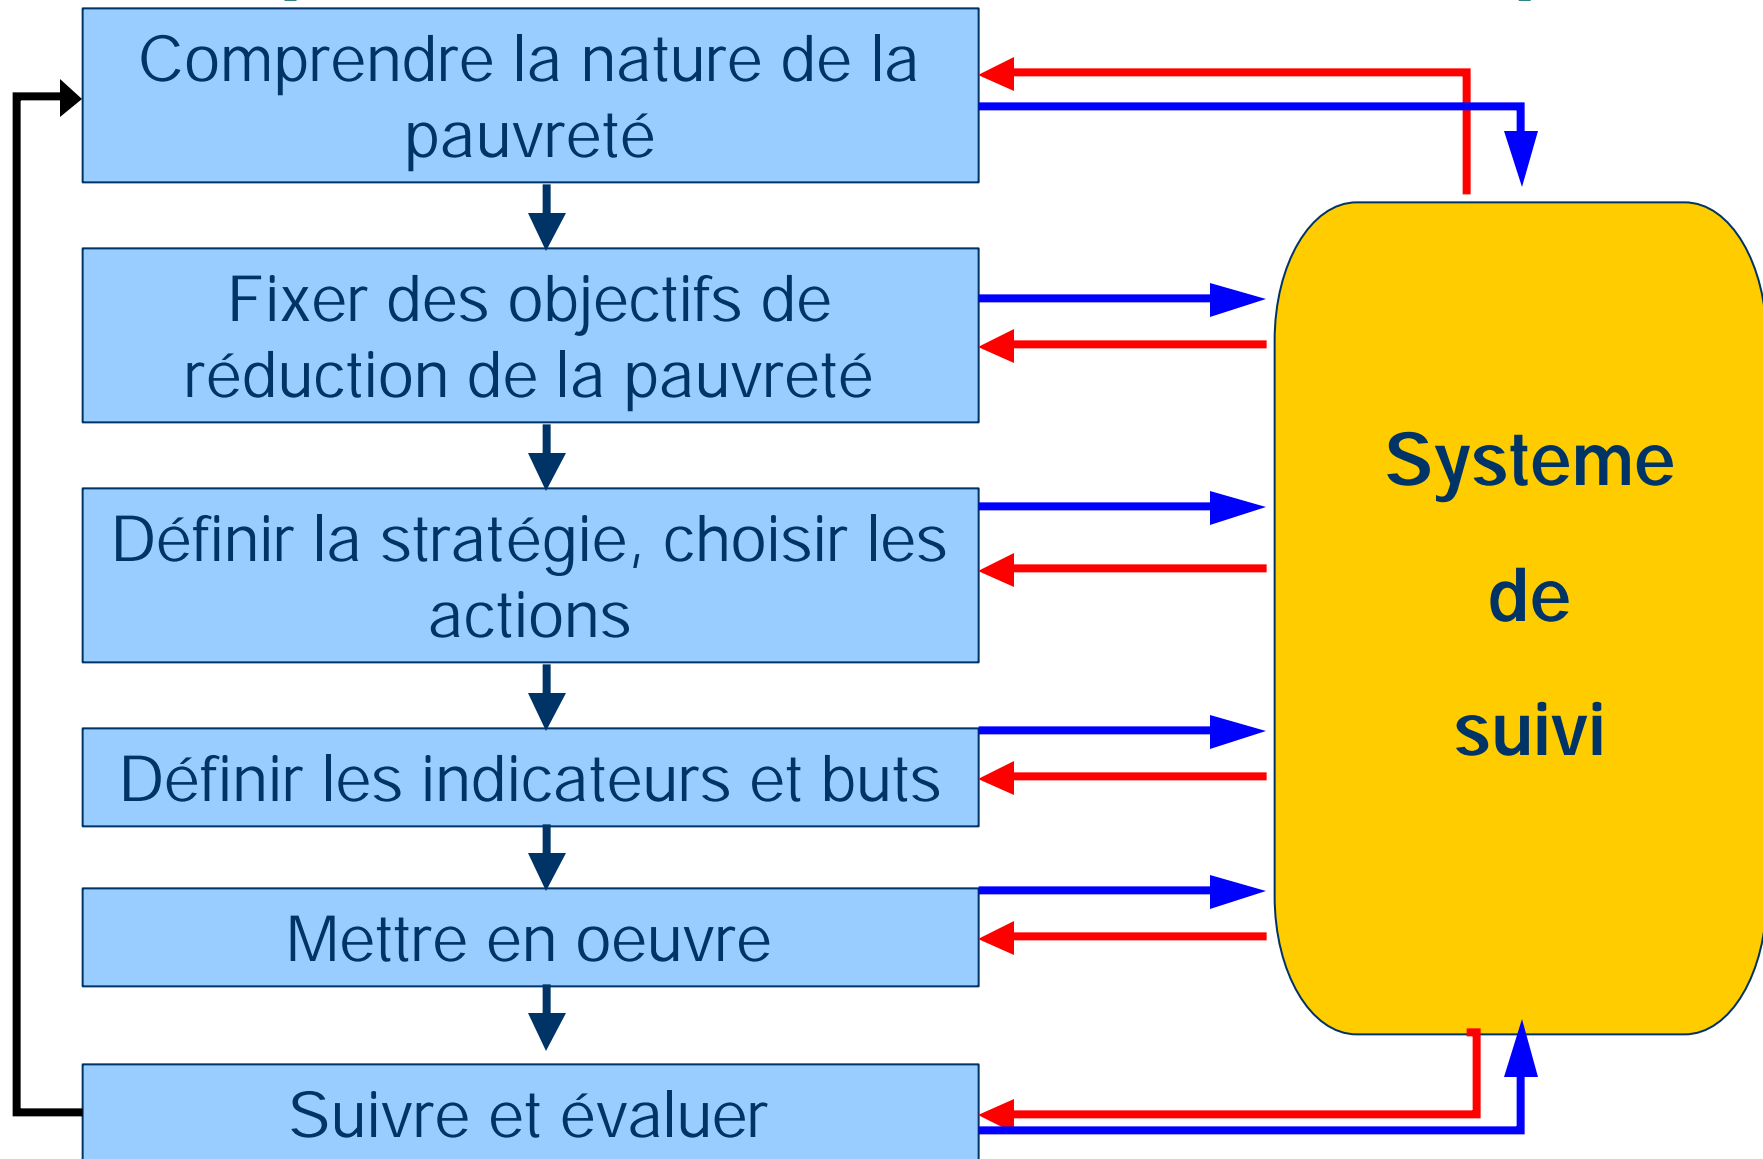 Comprendre la nature de la
pauvreté
Fixer des objectifs de
réduction de la pauvreté
Définir la stratégie, choisir les
actions
Définir les indicateurs et buts
Mettre en oeuvre
Suivre et évaluer
Systeme
de
suivi